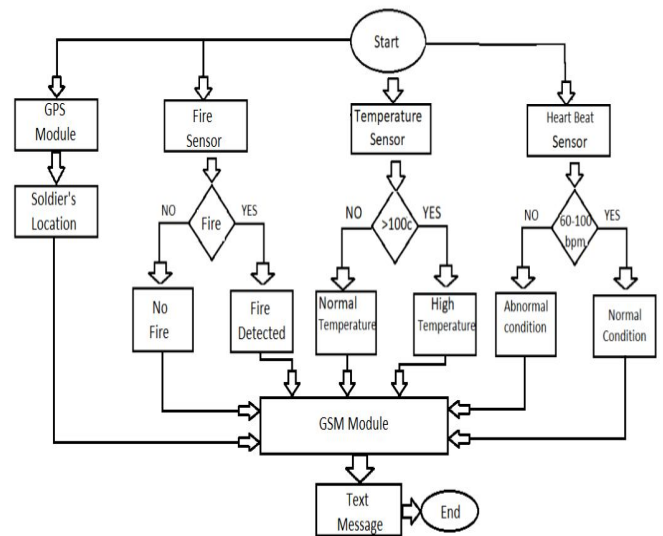 Start
GPS
Module
Fire
Sensor
Temperature
Sensor
Heart Beat
Sensor
Soldier's
Location
NO
Fire
YES
NO
>100c
YES
NO
60-100
bpm
YES
No
Fire
Fire
Detected
Normal
Temperature
High
Temperature
Abnormal
condition
Normal
Condition
GSM Module
Text
Message
End